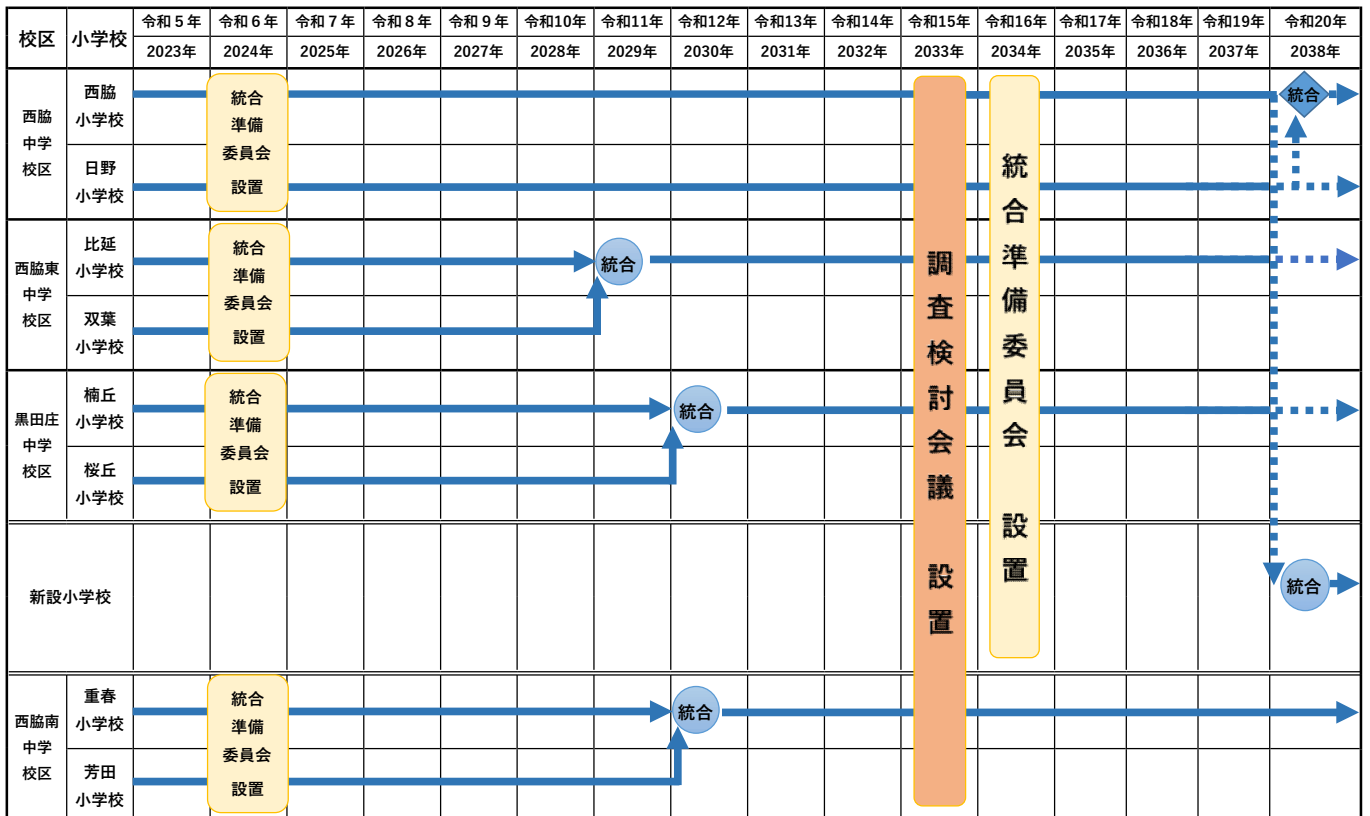 校区 小学校 令和５年 令和６年 令和７年 令和８年 令和９年 令和10年 令和11年 令和12年 令和13年 令和14年 令和15年 令和16年 令和17年 令和18年 令和19年 令和20年
2023年 2024年 2025年 2026年 2027年 2028年 2029年 2030年 2031年 2032年 2033年 2034年 2035年 2036年 2037年 2038年
西脇
中学
校区
西脇
小学校
統合
準備
委員会
設置
統合
日野
小学校
西脇東
中学
校区
比延
小学校
統合
準備
委員会
設置
統合
双葉
小学校
黒田庄
中学
校区
楠丘
小学校
統合
準備
委員会
設置
統合
桜丘
小学校
調査検討会議 設置
統合準備委員会 設置
新設小学校
統合
西脇南
中学
校区
重春
小学校
統合
準備
委員会
設置
統合
芳田
小学校